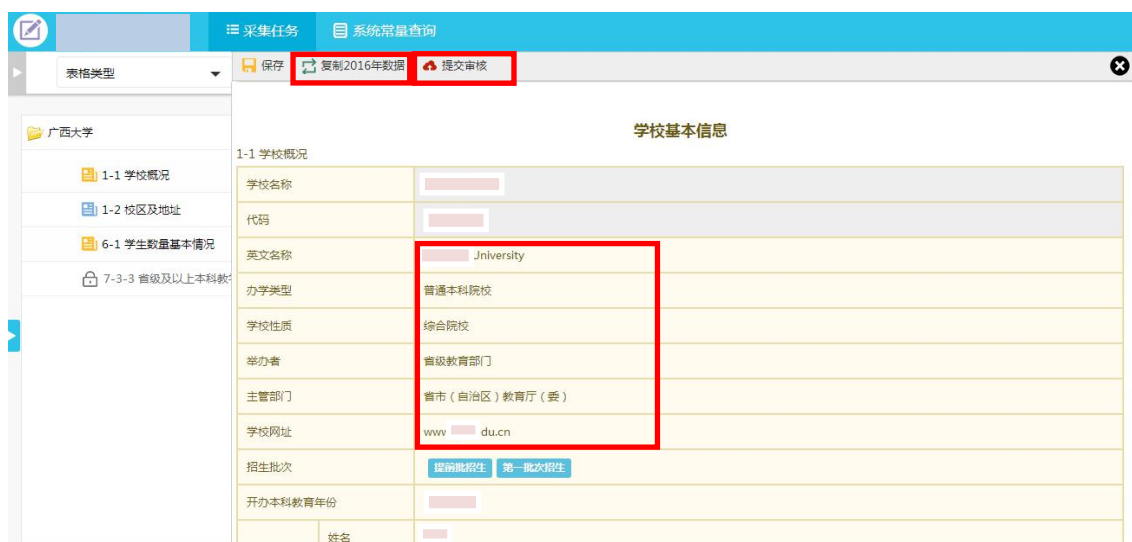 采集任务 系统常量查询
表格类型 保存 复制2016年数据 提交审核
广西大学
1-1 学校概况
1-2 校区及地址
6-1 学生数量基本情况
7-3-3 省级及以上本科教学
学校基本信息
1-1 学校概况
学校名称
代码
英文名称 University
办学类型 普通本科院校
学校性质 综合院校
举办者 省级教育部门
主管部门 省市（自治区）教育厅（委）
学校网址 www du.cn
招生批次 提前批招生 第一批次招生
开办本科教育年份
姓名